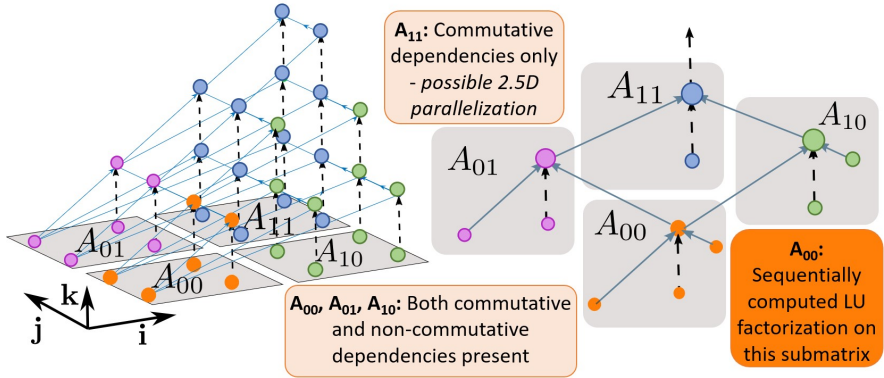 A₁₁: Commutative
dependencies only
- possible 2.5D
parallelization
A₀₁
A₁₁
A₀₀
A₁₀
k
j
i
A₀₀, A₀₁, A₁₀: Both commutative
and non-commutative
dependencies present
A₁₁
A₁₀
A₀₁
A₀₀
A₀₀:
Sequentially
computed LU
factorization on
this submatrix